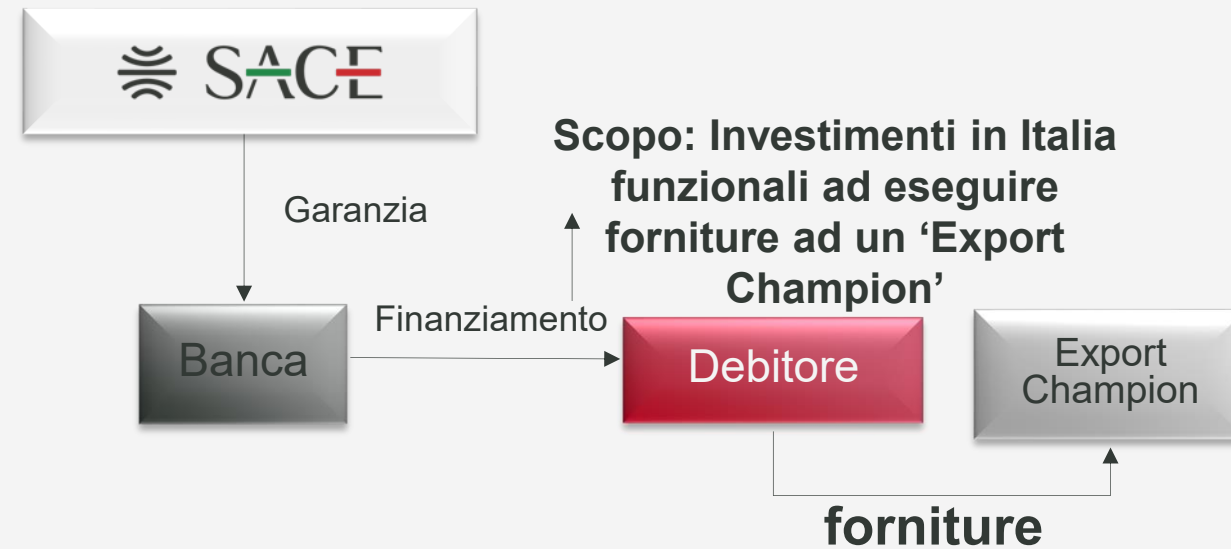 SACE
Scopo: Investimenti in Italia
funzionali ad eseguire
forniture ad un ‘Export
Champion’
Garanzia
Finanziamento
Banca
Debitore
Export
Champion
forniture